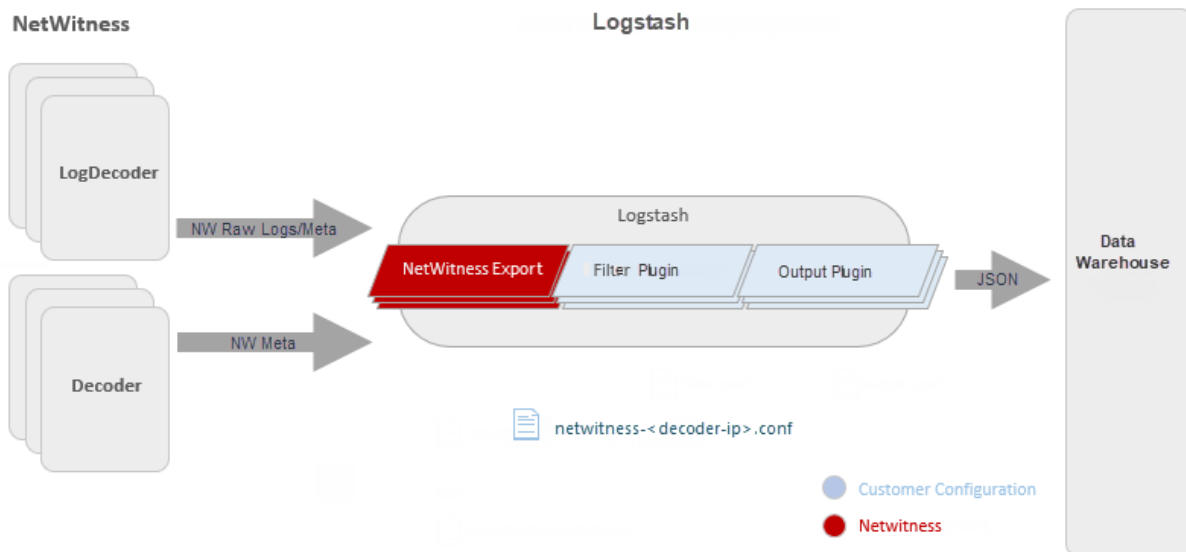 NetWitness
Logstash
LogDecoder
NW Raw Logs/Meta
Decoder
NW Meta
Logstash
NetWitness Export
Filter Plugin
Output Plugin
JSON
Data
Warehouse
netwitness-<decoder-ip>.conf
Customer Configuration
Netwitness